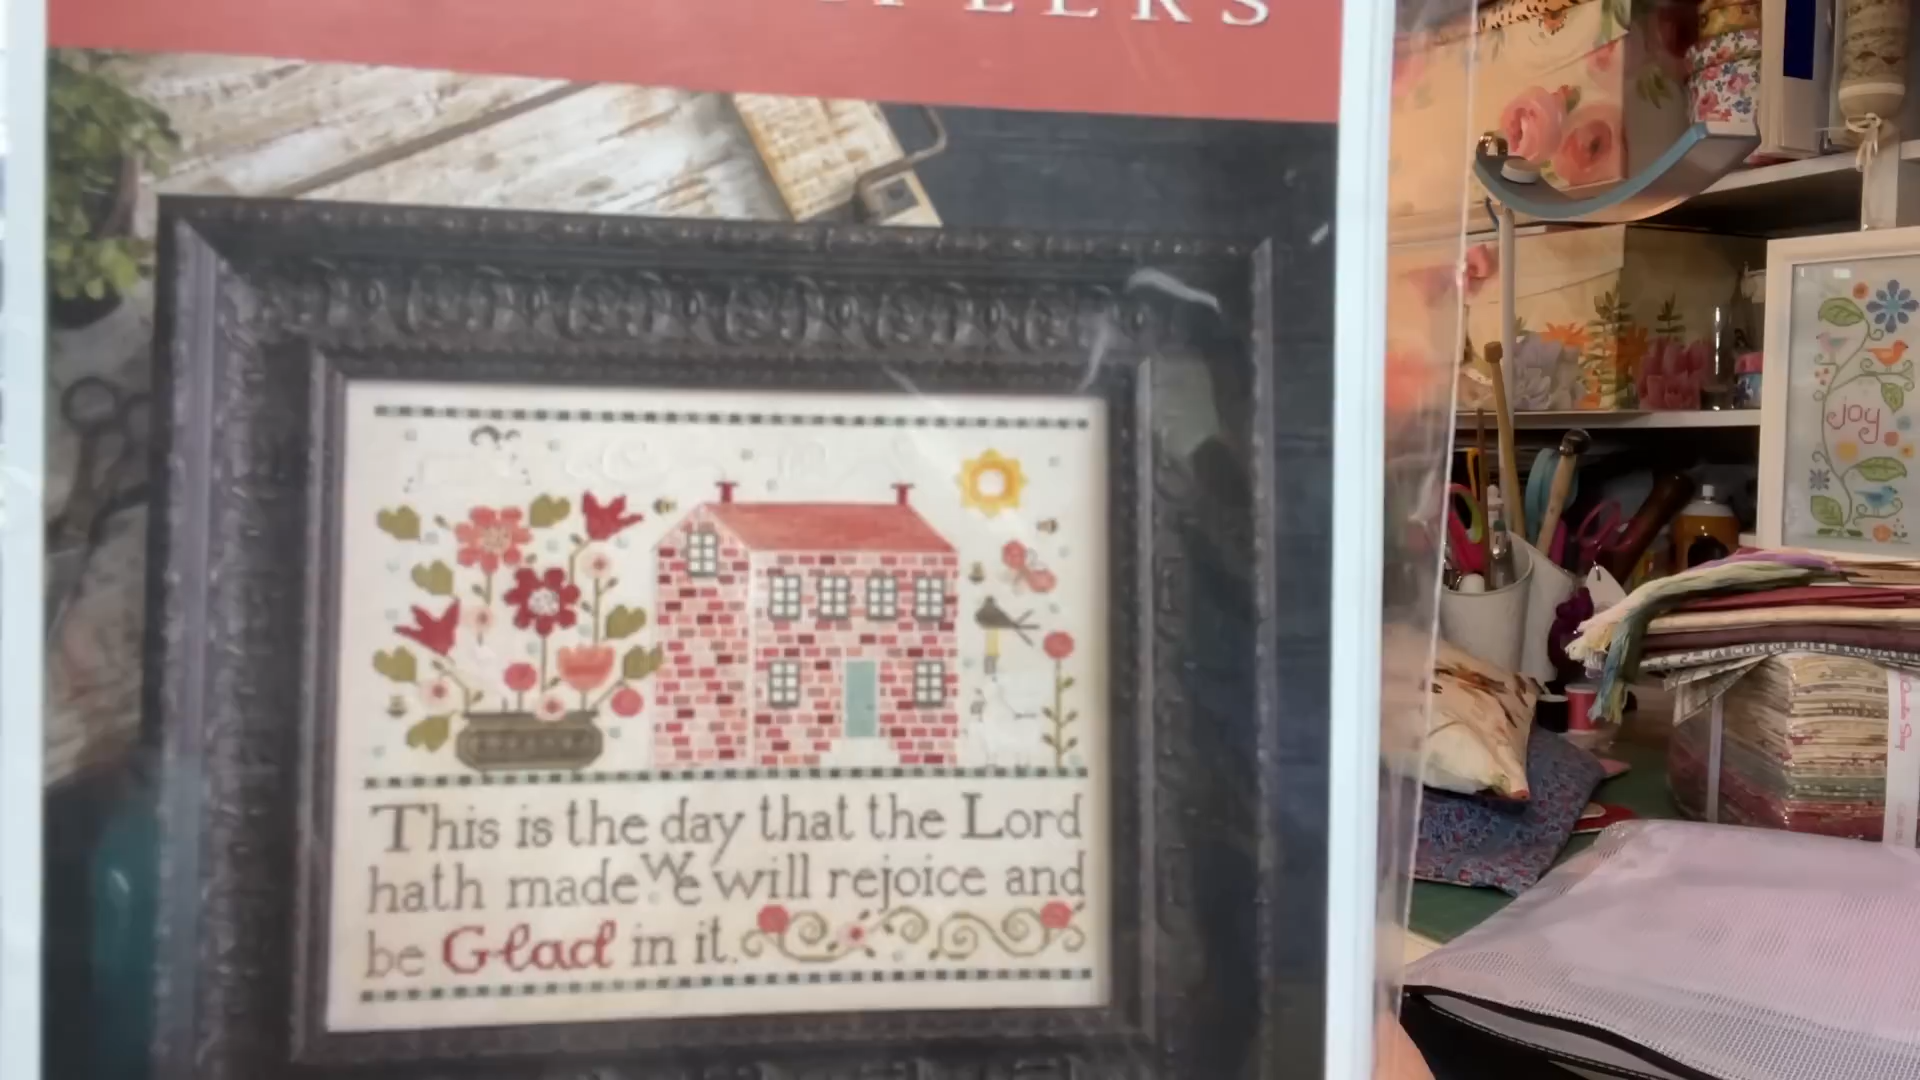 This is the day that the Lord
hath made We will rejoice and
be Glad in it.
joy